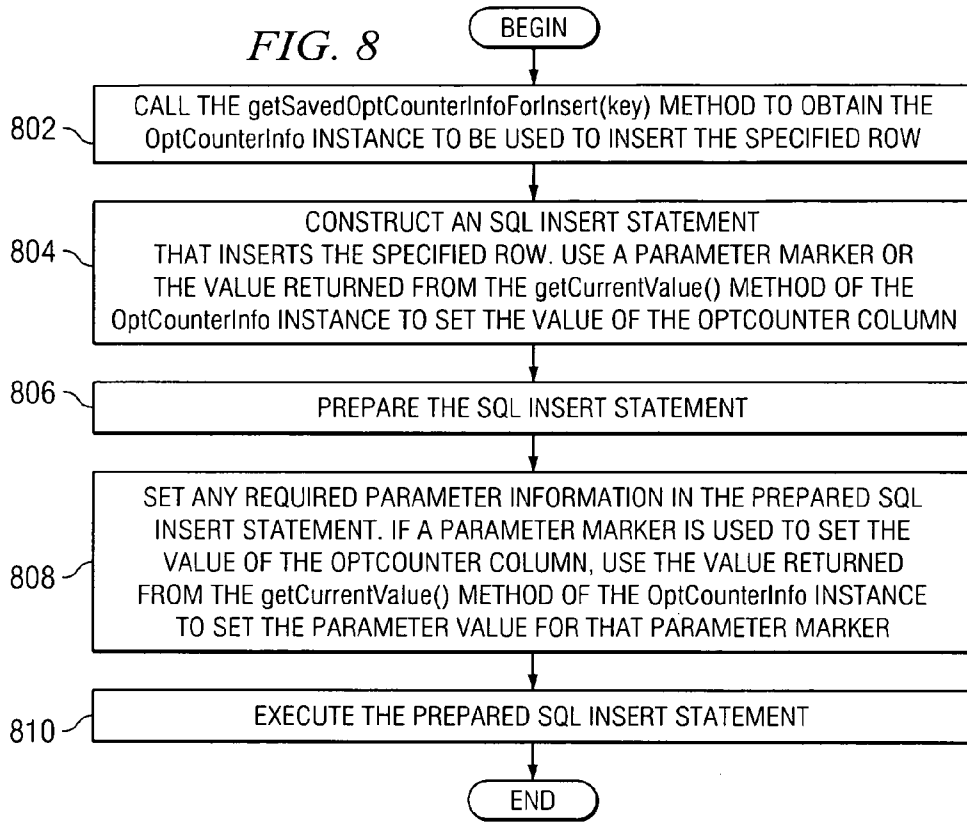 FIG. 8
BEGIN
802
CALL THE getSavedOptCounterInfoForInsert(key) METHOD TO OBTAIN THE
OptCounterInfo INSTANCE TO BE USED TO INSERT THE SPECIFIED ROW
804
CONSTRUCT AN SQL INSERT STATEMENT
THAT INSERTS THE SPECIFIED ROW. USE A PARAMETER MARKER OR
THE VALUE RETURNED FROM THE getCurrentValue() METHOD OF THE
OptCounterInfo INSTANCE TO SET THE VALUE OF THE OPTCOUNTER COLUMN
806
PREPARE THE SQL INSERT STATEMENT
808
SET ANY REQUIRED PARAMETER INFORMATION IN THE PREPARED SQL
INSERT STATEMENT. IF A PARAMETER MARKER IS USED TO SET THE
VALUE OF THE OPTCOUNTER COLUMN, USE THE VALUE RETURNED
FROM THE getCurrentValue() METHOD OF THE OptCounterInfo INSTANCE
TO SET THE PARAMETER VALUE FOR THAT PARAMETER MARKER
810
EXECUTE THE PREPARED SQL INSERT STATEMENT
END